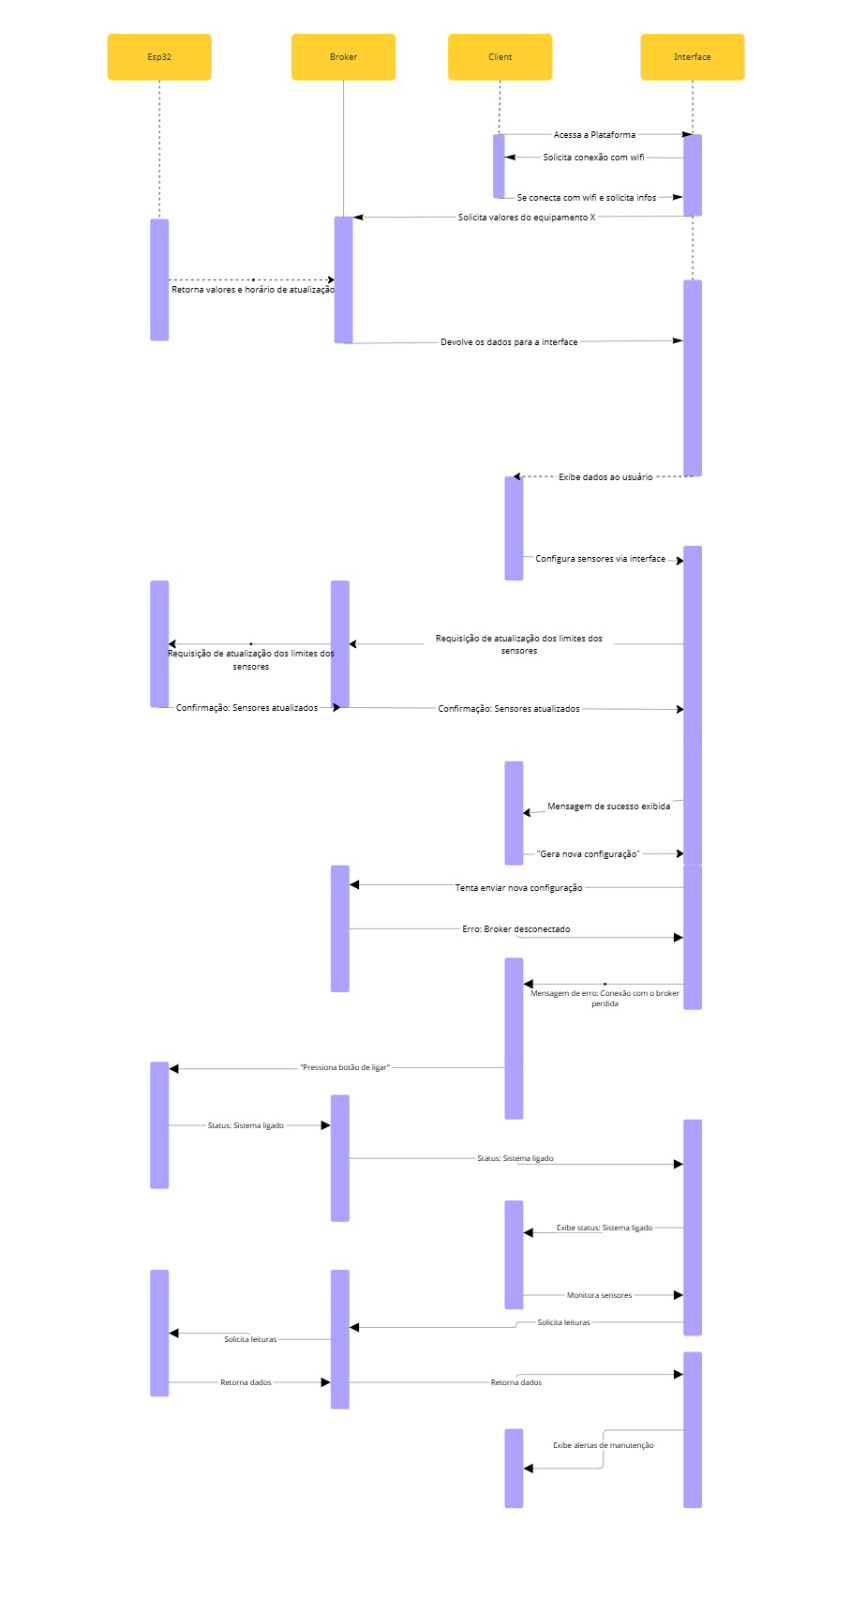 Esp32
Broker
Client
Interface
Acessa a Plataforma
Solicita conexão com wifi
Se conecta com wifi e solicita infos
Solicita valores do equipamento X
Retorna valores e horário de atualização
Devolve os dados para a interface
Exibe dados ao usuário
Configura sensores via interface
Requisição de atualização dos limites dos
sensores
Requisição de atualização dos limites dos
sensores
Confirmação: Sensores atualizados
Confirmação: Sensores atualizados
Mensagem de sucesso exibida
"Gera nova configuração"
Tenta enviar nova configuração
Erro: Broker desconectado
Mensagem de erro: Conexão com o broker
perdida
"Pressiona botão de ligar"
Status: Sistema ligado
Status: Sistema ligado
Exibe status: Sistema ligado
Monitora sensores
Solicita leituras
Solicita leituras
Retorna dados
Retorna dados
Exibe alertas de manutenção